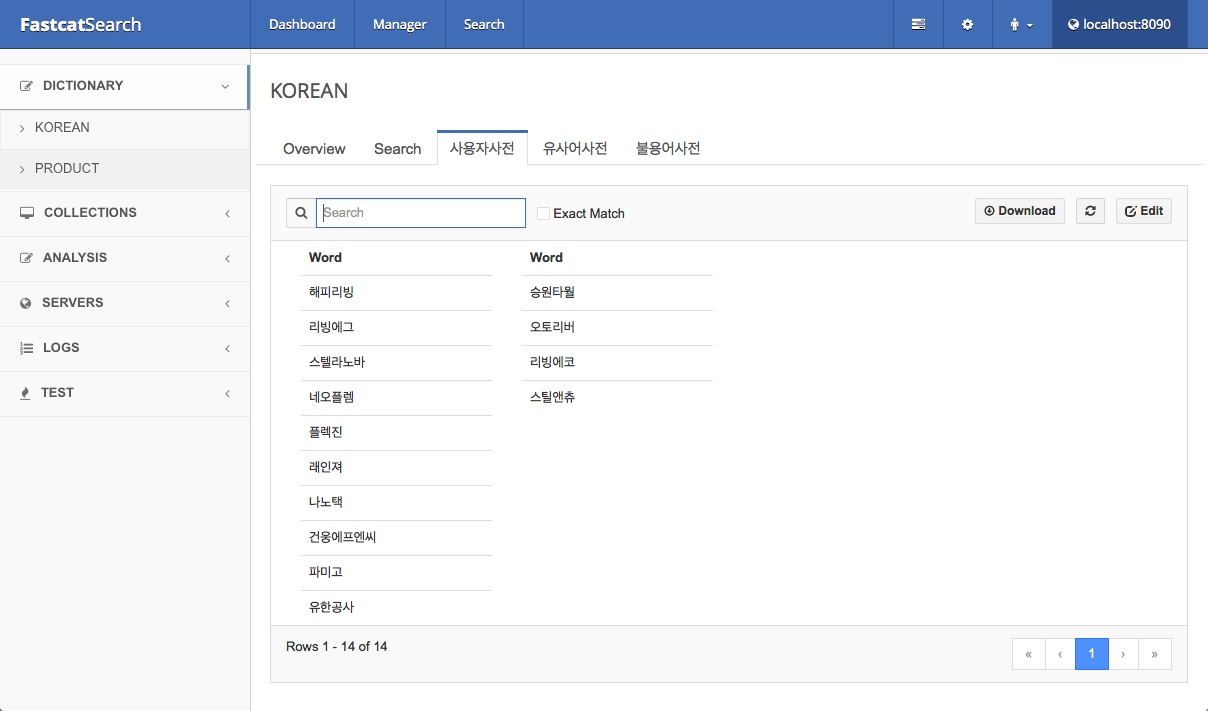 FastcatSearch Dashboard Manager Search localhost:8090
DICTIONARY
KOREAN
PRODUCT
COLLECTIONS
ANALYSIS
SERVERS
LOGS
TEST
KOREAN
Overview Search 사용자사전 유사어사전 불용어사전
Search Exact Match Download Edit
Word Word
해피리빙 승원타월
리빙에그 오토리버
스텔라노바 리빙에코
네오플렘 스틸앤츄
플렉진
래인져
나노택
건웅에프엔씨
파미고
유한공사
Rows 1 - 14 of 14
« ‹ 1 › »